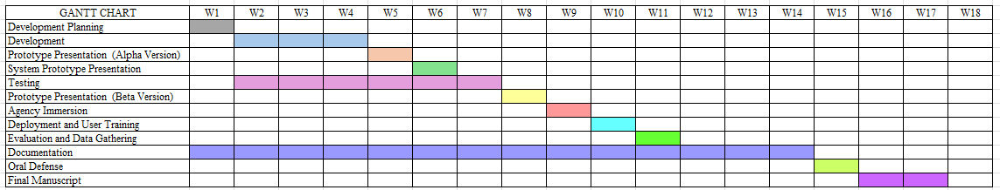 GANTT CHART W1 W2 W3 W4 W5 W6 W7 W8 W9 W10 W11 W12 W13 W14 W15 W16 W17 W18
Development Planning
Development
Prototype Presentation (Alpha Version)
System Prototype Presentation
Testing
Prototype Presentation (Beta Version)
Agency Immersion
Deployment and User Training
Evaluation and Data Gathering
Documentation
Oral Defense
Final Manuscript